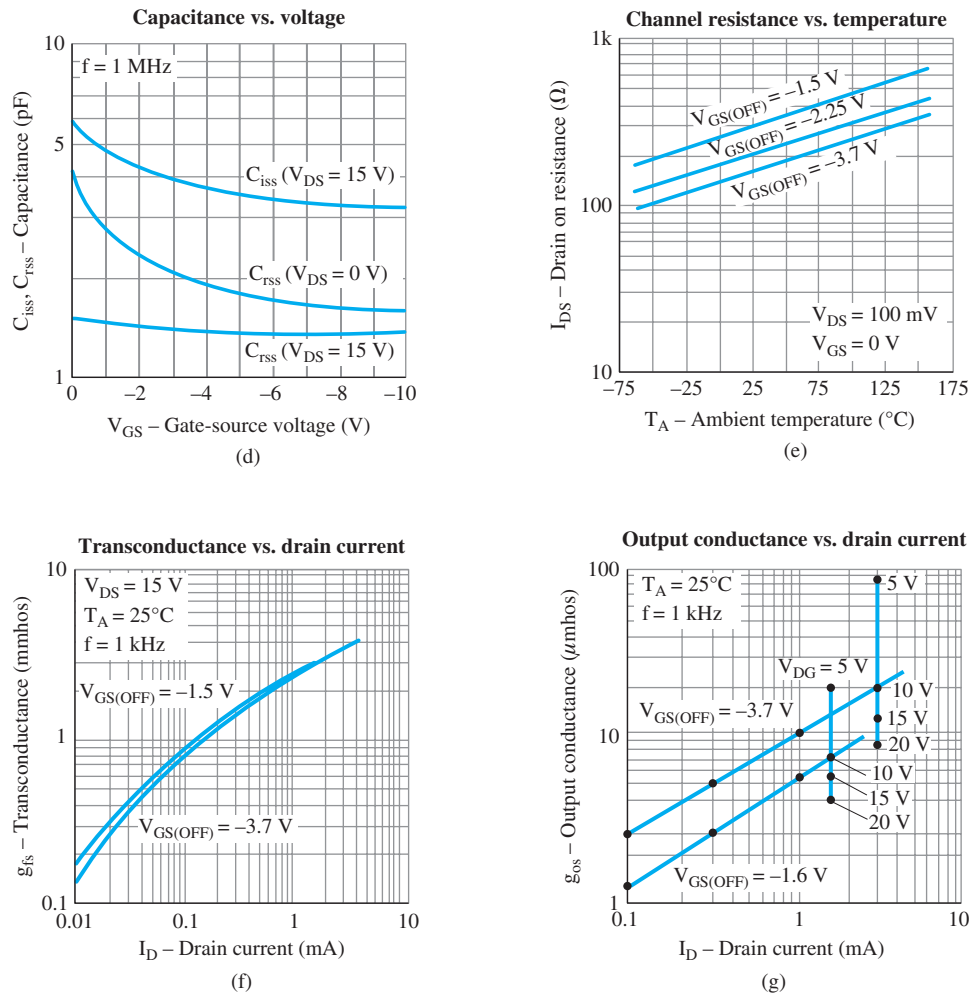 Capacitance vs. voltage
10
5
1
C_iss, C_rss – Capacitance (pF)
f = 1 MHz
C_iss (V_DS = 15 V)
C_rss (V_DS = 0 V)
C_rss (V_DS = 15 V)
0 –2 –4 –6 –8 –10
V_GS – Gate-source voltage (V)
(d)
Channel resistance vs. temperature
1k
100
10
I_DS – Drain on resistance (Ω)
V_GS(OFF) = –1.5 V
V_GS(OFF) = –2.25 V
V_GS(OFF) = –3.7 V
V_DS = 100 mV
V_GS = 0 V
–75 –25 25 75 125 175
T_A – Ambient temperature (°C)
(e)
Transconductance vs. drain current
10
1
0.1
g_fs – Transconductance (mmhos)
V_DS = 15 V
T_A = 25°C
f = 1 kHz
V_GS(OFF) = –1.5 V
V_GS(OFF) = –3.7 V
0.01 0.1 1 10
I_D – Drain current (mA)
(f)
Output conductance vs. drain current
100
10
1
g_os – Output conductance (μmhos)
T_A = 25°C
f = 1 kHz
5 V
V_DG = 5 V
10 V
V_GS(OFF) = –3.7 V
15 V
20 V
10 V
15 V
20 V
V_GS(OFF) = –1.6 V
0.1 1 10
I_D – Drain current (mA)
(g)